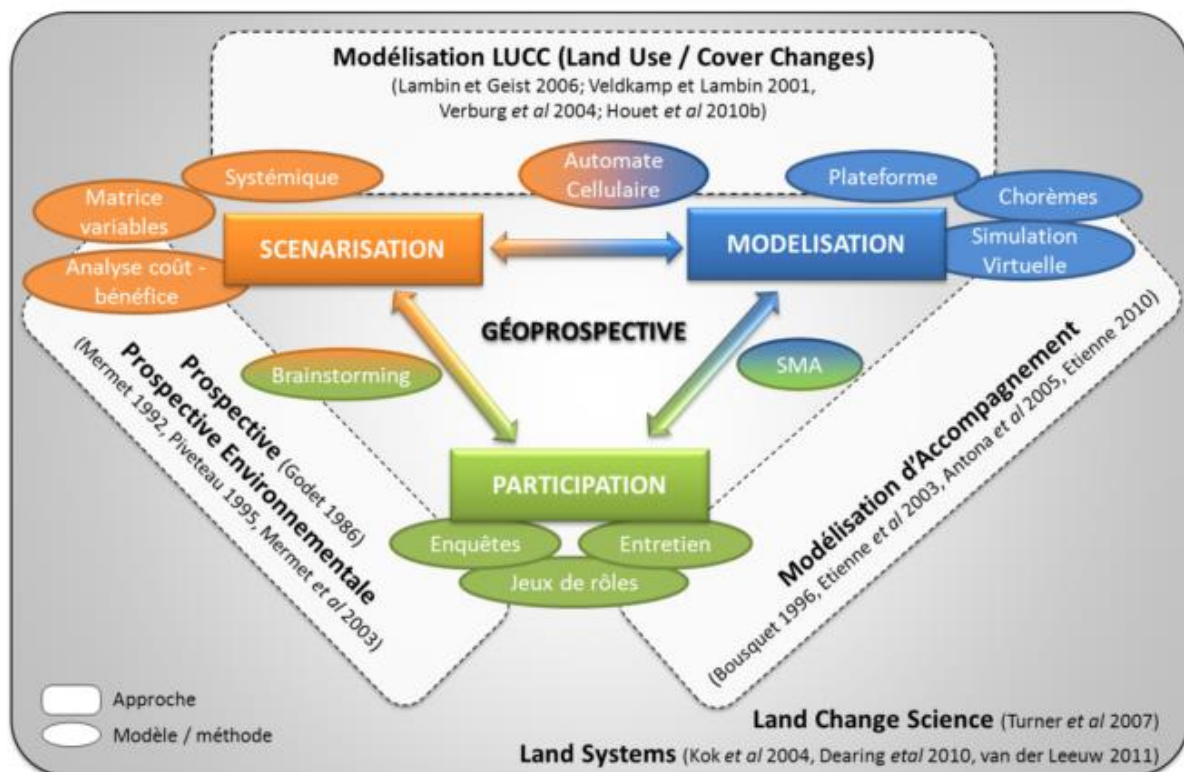 Modélisation LUCC (Land Use / Cover Changes)
(Lambin et Geist 2006; Veldkamp et Lambin 2001,
Verburg et al 2004; Houet et al 2010b)
Automate
Cellulaire
Systémique
Plateforme
Matrice
variables
Chorèmes
SCENARISATION
MODELISATION
Simulation
Virtuelle
Analyse coût -
bénéfice
GÉOPROSPECTIVE
Brainstorming
SMA
Prospective (Godet 1986)
Prospective Environnementale
(Mermet 1992, Piveteau 1995, Mermet et al 2003)
Modélisation d'Accompagnement
(Bousquet 1996, Etienne et al 2003, Antona et al 2005, Etienne 2010)
PARTICIPATION
Enquêtes
Entretien
Jeux de rôles
Approche
Modèle / méthode
Land Change Science (Turner et al 2007)
Land Systems (Kok et al 2004, Dearing etal 2010, van der Leeuw 2011)